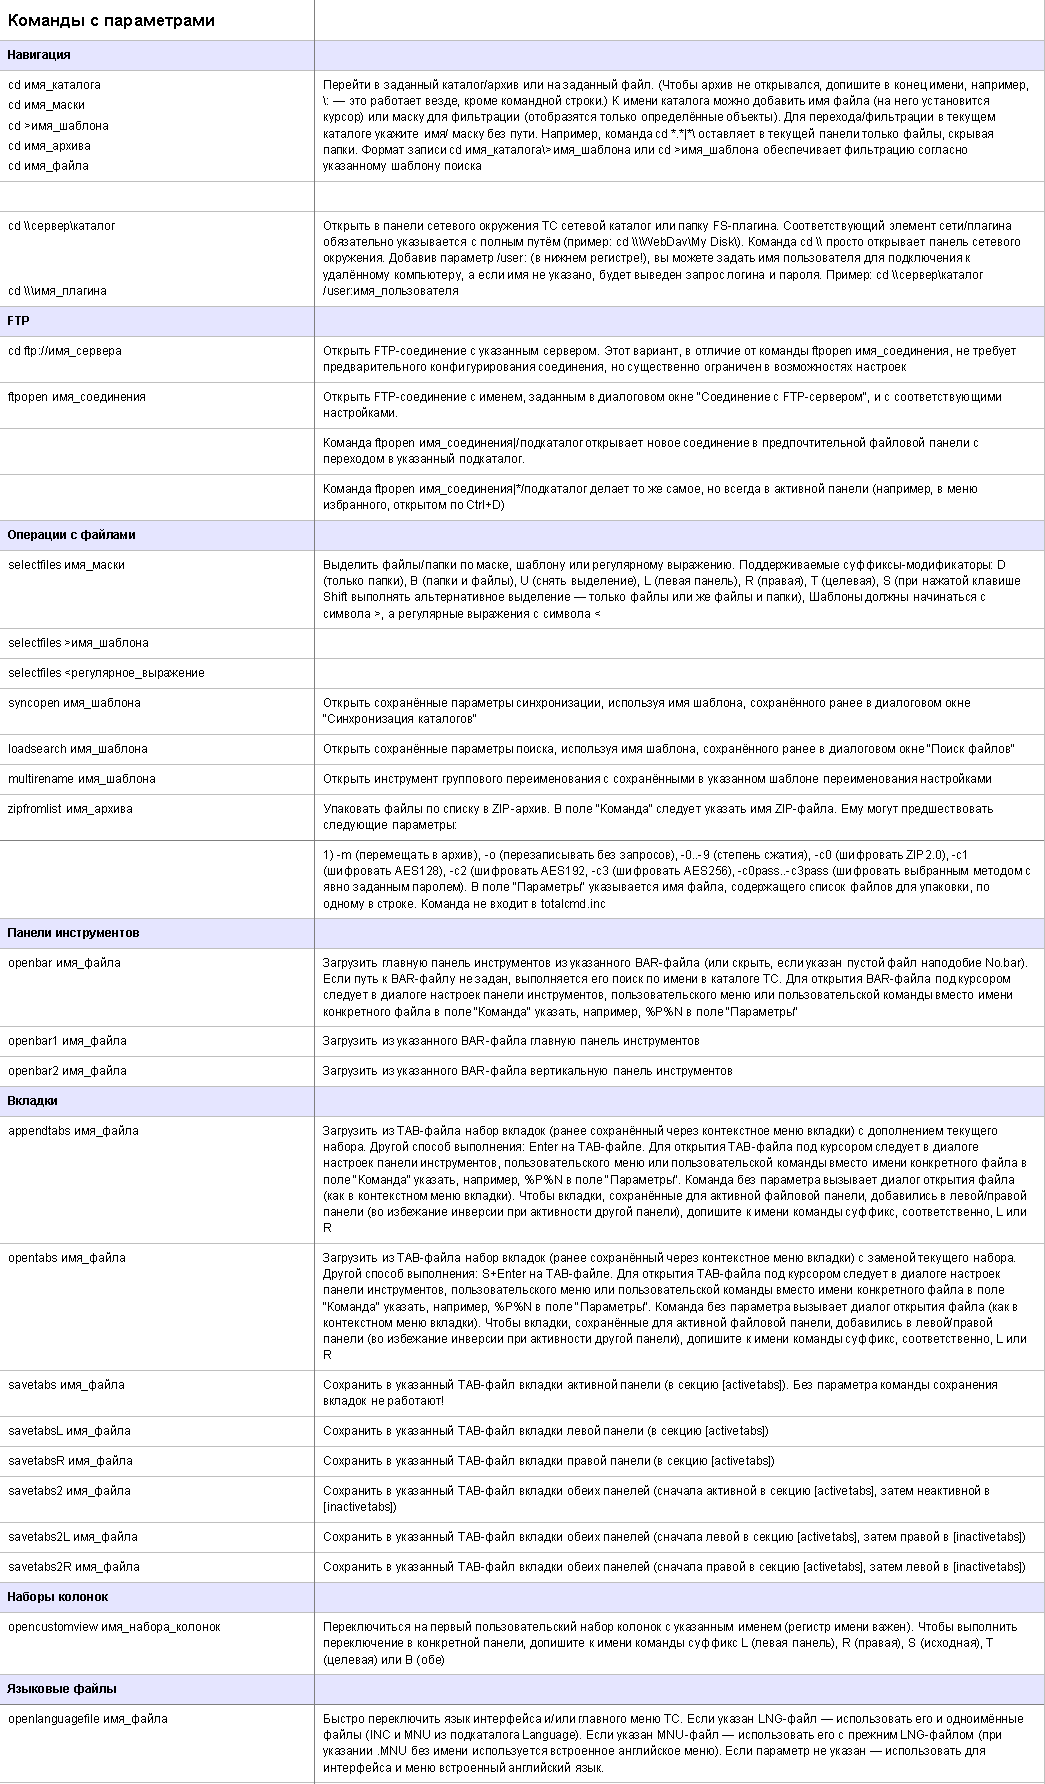 Команды с параметрами
Навигация
cd имя_каталога
cd имя_маски
cd >имя_шаблона
cd имя_архива
cd имя_файла
Перейти в заданный каталог/архив или на заданный файл. (Чтобы архив не открывался, допишите в конец имени, например,
\: — это работает везде, кроме командной строки.) К имени каталога можно добавить имя файла (на него установится
курсор) или маску для фильтрации (отобразятся только определённые объекты). Для перехода/фильтрации в текущем
каталоге укажите имя/ маску без пути. Например, команда cd *.*|*\ оставляет в текущей панели только файлы, скрывая
папки. Формат записи cd имя_каталога\>имя_шаблона или cd >имя_шаблона обеспечивает фильтрацию согласно
указанному шаблону поиска
cd \\сервер\каталог
cd \\\имя_плагина
Открыть в панели сетевого окружения TC сетевой каталог или папку FS-плагина. Соответствующий элемент сети/плагина
обязательно указывается с полным путём (пример: cd \\\WebDav\My Disk\). Команда cd \\ просто открывает панель сетевого
окружения. Добавив параметр /user: (в нижнем регистре!), вы можете задать имя пользователя для подключения к
удалённому компьютеру, а если имя не указано, будет выведен запрос логина и пароля. Пример: cd \\сервер\каталог
/user:имя_пользователя
FTP
cd ftp://имя_сервера
Открыть FTP-соединение с указанным сервером. Этот вариант, в отличие от команды ftpopen имя_соединения, не требует
предварительного конфигурирования соединения, но существенно ограничен в возможностях настроек
ftpopen имя_соединения
Открыть FTP-соединение с именем, заданным в диалоговом окне "Соединение с FTP-сервером", и с соответствующими
настройками.
Команда ftpopen имя_соединения|/подкаталог открывает новое соединение в предпочтительной файловой панели с
переходом в указанный подкаталог.
Команда ftpopen имя_соединения|*/подкаталог делает то же самое, но всегда в активной панели (например, в меню
избранного, открытом по Ctrl+D)
Операции с файлами
selectfiles имя_маски
Выделить файлы/папки по маске, шаблону или регулярному выражению. Поддерживаемые суффиксы-модификаторы: D
(только папки), B (папки и файлы), U (снять выделение), L (левая панель), R (правая), T (целевая), S (при нажатой клавише
Shift выполнять альтернативное выделение — только файлы или же файлы и папки), Шаблоны должны начинаться с
символа >, а регулярные выражения с символа <
selectfiles >имя_шаблона
selectfiles <регулярное_выражение
syncopen имя_шаблона
Открыть сохранённые параметры синхронизации, используя имя шаблона, сохранённого ранее в диалоговом окне
"Синхронизация каталогов"
loadsearch имя_шаблона
Открыть сохранённые параметры поиска, используя имя шаблона, сохранённого ранее в диалоговом окне "Поиск файлов"
multirename имя_шаблона
Открыть инструмент группового переименования с сохранёнными в указанном шаблоне переименования настройками
zipfromlist имя_архива
Упаковать файлы по списку в ZIP-архив. В поле "Команда" следует указать имя ZIP-файла. Ему могут предшествовать
следующие параметры:
1) -m (перемещать в архив), -o (перезаписывать без запросов), -0..-9 (степень сжатия), -c0 (шифровать ZIP 2.0), -c1
(шифровать AES128), -c2 (шифровать AES192, -c3 (шифровать AES256), -c0pass..-c3pass (шифровать выбранным методом с
явно заданным паролем). В поле "Параметры" указывается имя файла, содержащего список файлов для упаковки, по
одному в строке. Команда не входит в totalcmd.inc
Панели инструментов
openbar имя_файла
Загрузить главную панель инструментов из указанного BAR-файла (или скрыть, если указан пустой файл наподобие No.bar).
Если путь к BAR-файлу не задан, выполняется его поиск по имени в каталоге TC. Для открытия BAR-файла под курсором
следует в диалоге настроек панели инструментов, пользовательского меню или пользовательской команды вместо имени
конкретного файла в поле "Команда" указать, например, %P%N в поле "Параметры"
openbar1 имя_файла
Загрузить из указанного BAR-файла главную панель инструментов
openbar2 имя_файла
Загрузить из указанного BAR-файла вертикальную панель инструментов
Вкладки
appendtabs имя_файла
Загрузить из TAB-файла набор вкладок (ранее сохранённый через контекстное меню вкладки) с дополнением текущего
набора. Другой способ выполнения: Enter на TAB-файле. Для открытия TAB-файла под курсором следует в диалоге
настроек панели инструментов, пользовательского меню или пользовательской команды вместо имени конкретного файла в
поле "Команда" указать, например, %P%N в поле "Параметры". Команда без параметра вызывает диалог открытия файла
(как в контекстном меню вкладки). Чтобы вкладки, сохранённые для активной файловой панели, добавились в левой/правой
панели (во избежание инверсии при активности другой панели), допишите к имени команды суффикс, соответственно, L или
R
opentabs имя_файла
Загрузить из TAB-файла набор вкладок (ранее сохранённый через контекстное меню вкладки) с заменой текущего набора.
Другой способ выполнения: S+Enter на TAB-файле. Для открытия TAB-файла под курсором следует в диалоге настроек
панели инструментов, пользовательского меню или пользовательской команды вместо имени конкретного файла в поле
"Команда" указать, например, %P%N в поле "Параметры". Команда без параметра вызывает диалог открытия файла (как в
контекстном меню вкладки). Чтобы вкладки, сохранённые для активной файловой панели, добавились в левой/правой
панели (во избежание инверсии при активности другой панели), допишите к имени команды суффикс, соответственно, L или
R
savetabs имя_файла
Сохранить в указанный TAB-файл вкладки активной панели (в секцию [activetabs]). Без параметра команды сохранения
вкладок не работают!
savetabsL имя_файла
Сохранить в указанный TAB-файл вкладки левой панели (в секцию [activetabs])
savetabsR имя_файла
Сохранить в указанный TAB-файл вкладки правой панели (в секцию [activetabs])
savetabs2 имя_файла
Сохранить в указанный TAB-файл вкладки обеих панелей (сначала активной в секцию [activetabs], затем неактивной в
[inactivetabs])
savetabs2L имя_файла
Сохранить в указанный TAB-файл вкладки обеих панелей (сначала левой в секцию [activetabs], затем правой в [inactivetabs])
savetabs2R имя_файла
Сохранить в указанный TAB-файл вкладки обеих панелей (сначала правой в секцию [activetabs], затем левой в [inactivetabs])
Наборы колонок
opencustomview имя_набора_колонок
Переключиться на первый пользовательский набор колонок с указанным именем (регистр имени важен). Чтобы выполнить
переключение в конкретной панели, допишите к имени команды суффикс L (левая панель), R (правая), S (исходная), T
(целевая) или B (обе)
Языковые файлы
openlanguagefile имя_файла
Быстро переключить язык интерфейса и/или главного меню TC. Если указан LNG-файл — использовать его и одноимённые
файлы (INC и MNU из подкаталога Language). Если указан MNU-файл — использовать его с прежним LNG-файлом (при
указании .MNU без имени используется встроенное английское меню). Если параметр не указан — использовать для
интерфейса и меню встроенный английский язык.